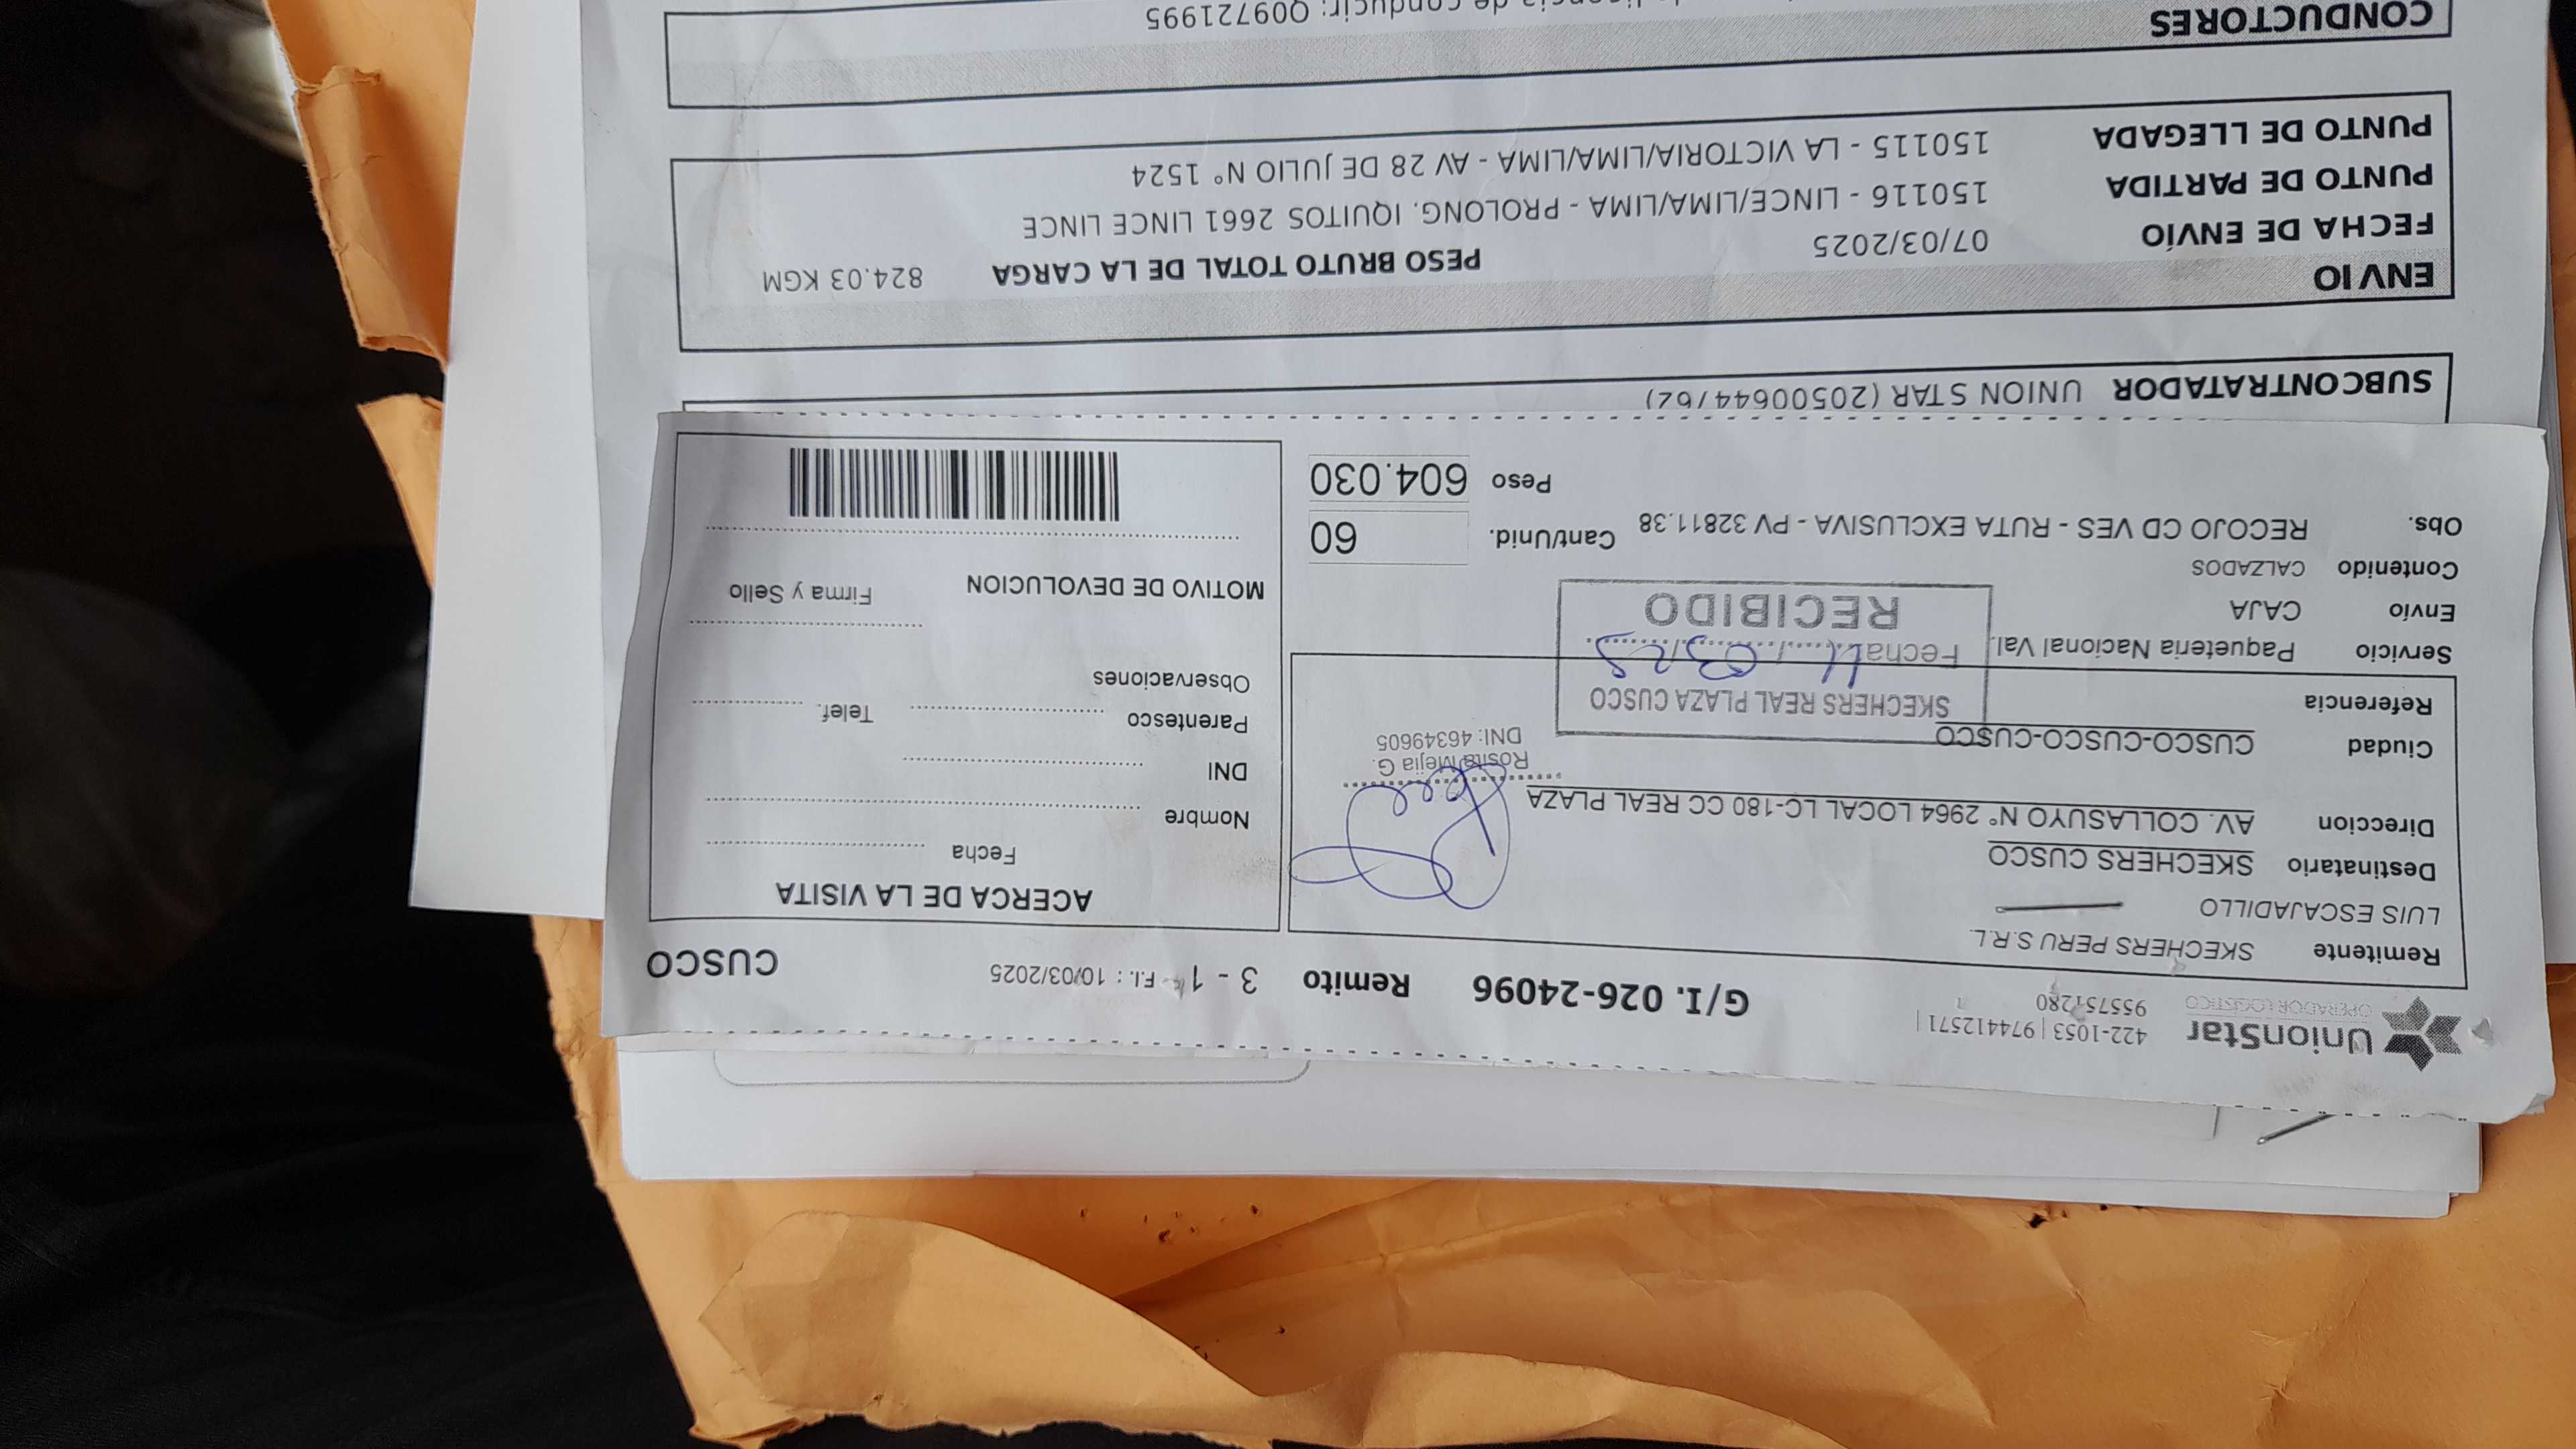 UnionStar
OPERADOR LOGÍSTICO
422-1053 | 974412571 |
955751280
G/I. 026-24096 Remito 3 - 1 F.I. : 10/03/2025 CUSCO
Remitente SKECHERS PERU S.R.L.
LUIS ESCAJADILLO
Destinatario SKECHERS CUSCO
Direccion AV. COLLASUYO N° 2964 LOCAL LC-180 CC REAL PLAZA
Ciudad CUSCO-CUSCO-CUSCO
Referencia
Rosita Mejia G.
DNI: 46349605
SKECHERS REAL PLAZA CUSCO
Fecha: 11 / 03 / 25
RECIBIDO
Servicio Paqueteria Nacional Val.
Envío CAJA
Contenido CALZADOS
Obs. RECOJO CD VES - RUTA EXCLUSIVA - PV 32811.38
Cant/Unid. 60
Peso 604.030
ACERCA DE LA VISITA
Fecha
Nombre
DNI
Parentesco Telef.
Observaciones
MOTIVO DE DEVOLUCION Firma y Sello
SUBCONTRATADOR UNION STAR (20500644762)
ENVIO
FECHA DE ENVÍO 07/03/2025 PESO BRUTO TOTAL DE LA CARGA 824.03 KGM
PUNTO DE PARTIDA 150116 - LINCE/LIMA/LIMA - PROLONG. IQUITOS 2661 LINCE LINCE
PUNTO DE LLEGADA 150115 - LA VICTORIA/LIMA/LIMA - AV 28 DE JULIO N° 1524
CONDUCTORES
de licencia de conducir: Q09721995